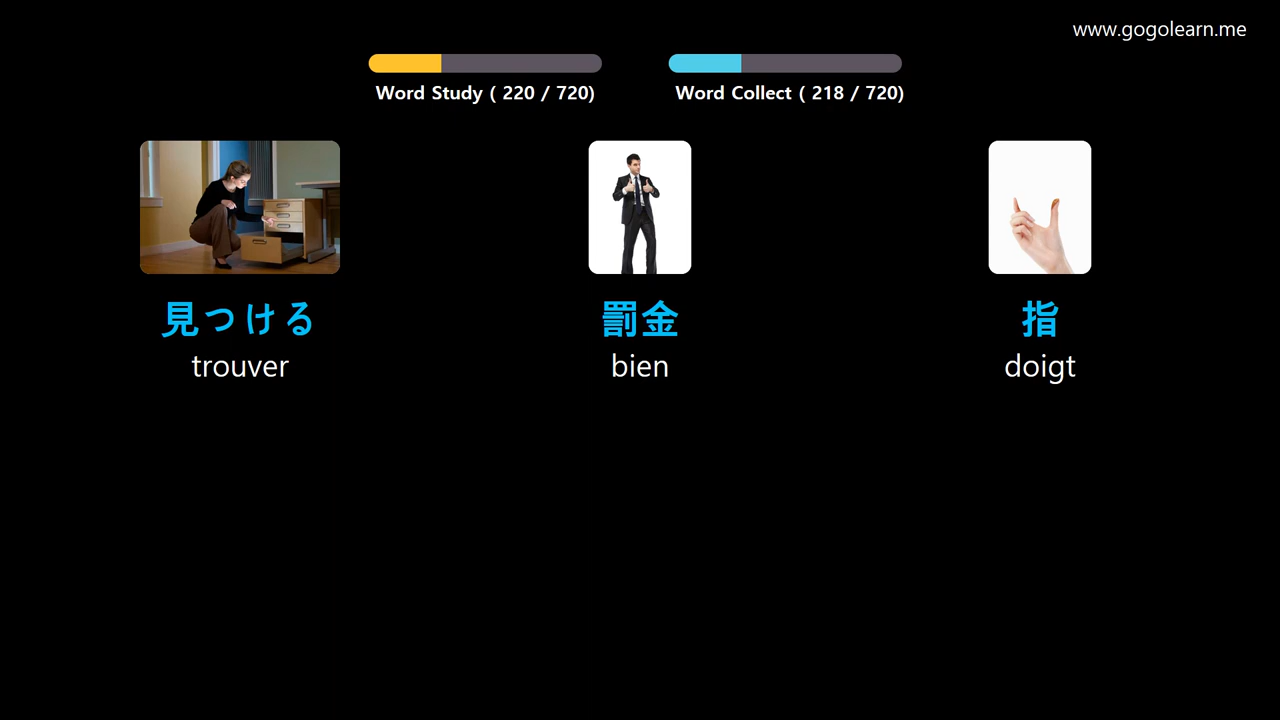 www.gogolearn.me
Word Study ( 220 / 720)
Word Collect ( 218 / 720)
見つける
罰金
指
trouver
bien
doigt